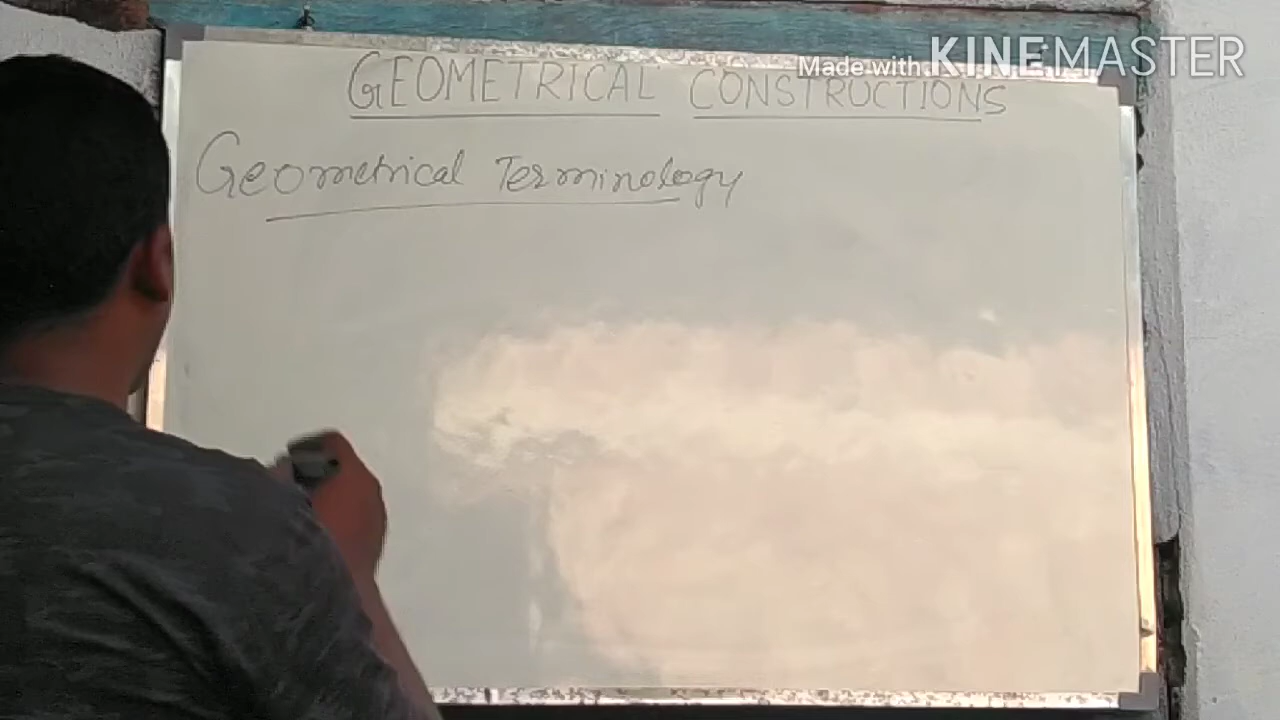 Made with KINEMASTER
GEOMETRICAL CONSTRUCTIONS
Geometrical Terminology